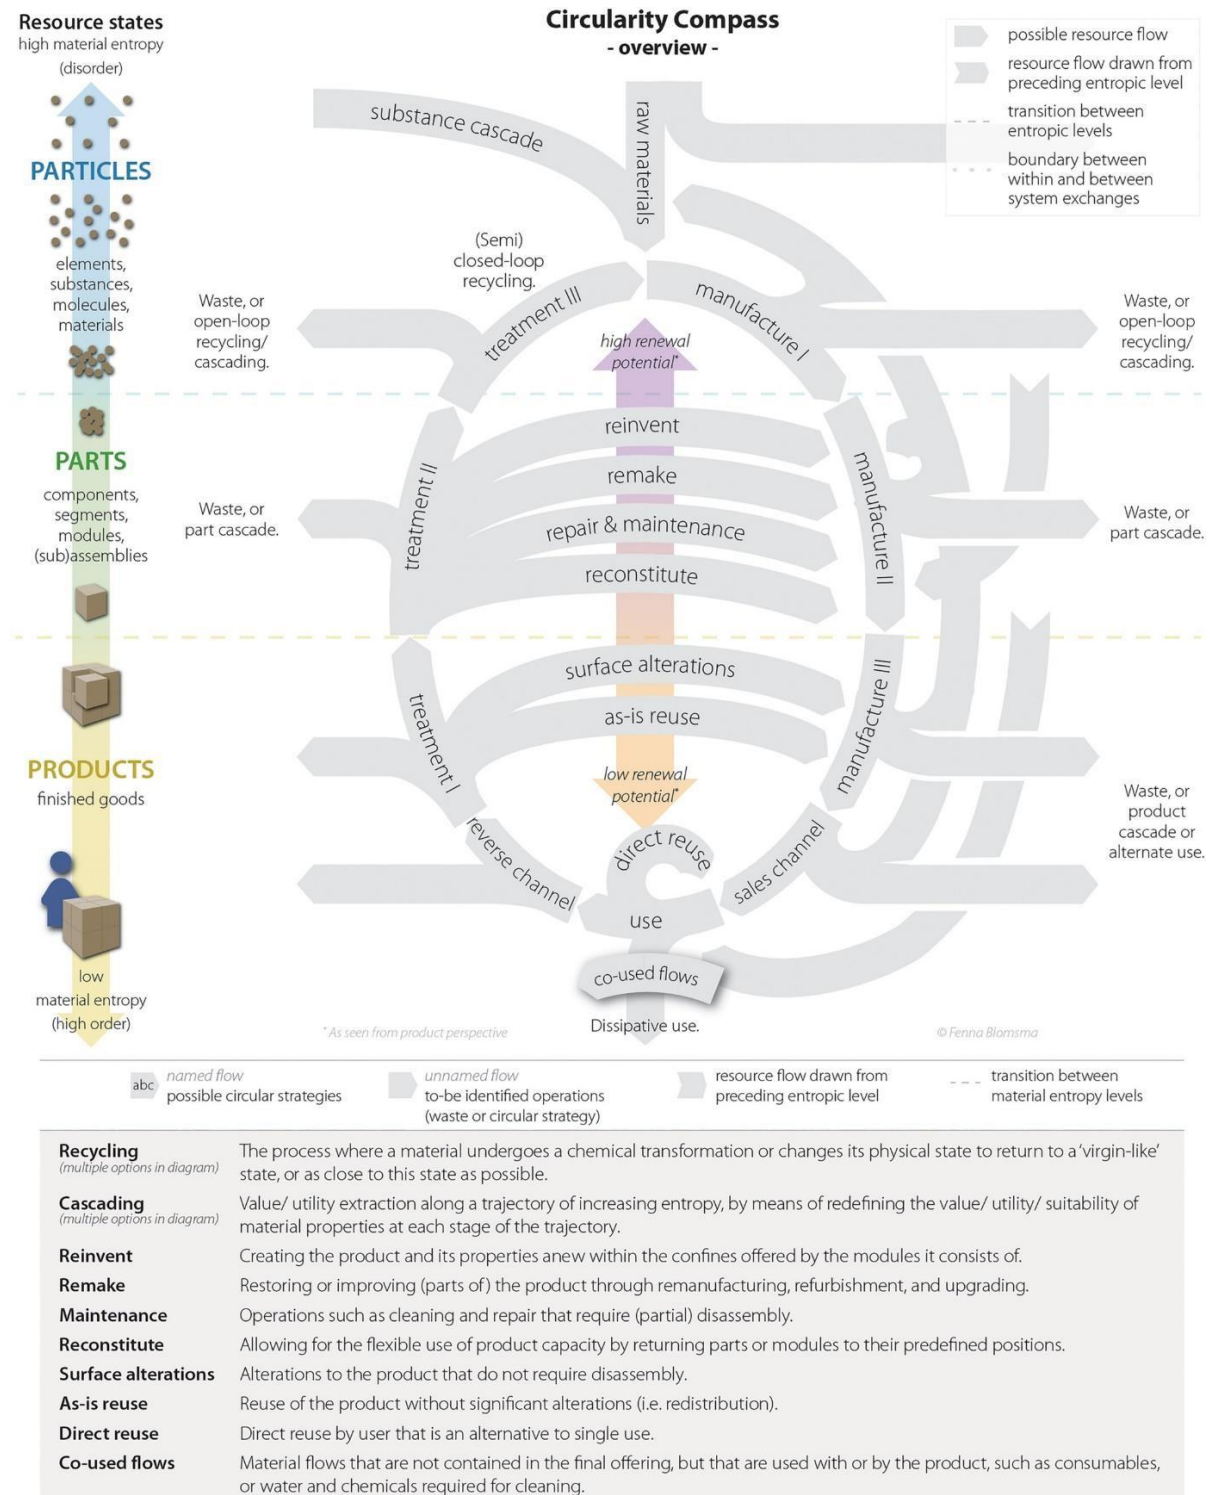 Circularity Compass
- overview -
Resource states
high material entropy
(disorder)
PARTICLES
elements,
substances,
molecules,
materials
PARTS
components,
segments,
modules,
(sub)assemblies
PRODUCTS
finished goods
low
material entropy
(high order)
possible resource flow
resource flow drawn from
preceding entropic level
transition between
entropic levels
boundary between
within and between
system exchanges
substance cascade
raw materials
(Semi)
closed-loop
recycling.
treatment III
manufacture I
Waste, or
open-loop
recycling/
cascading.
high renewal
potential*
Waste, or
open-loop
recycling/
cascading.
reinvent
remake
repair & maintenance
reconstitute
treatment II
manufacture II
Waste, or
part cascade.
Waste, or
part cascade.
surface alterations
as-is reuse
treatment I
manufacture III
low renewal
potential*
Waste, or
product
cascade or
alternate use.
reverse channel
direct reuse
sales channel
use
co-used flows
Dissipative use.
* As seen from product perspective
© Fenna Blomsma
abc
named flow
possible circular strategies
unnamed flow
to-be identified operations
(waste or circular strategy)
resource flow drawn from
preceding entropic level
transition between
material entropy levels
Recycling
(multiple options in diagram)
The process where a material undergoes a chemical transformation or changes its physical state to return to a 'virgin-like'
state, or as close to this state as possible.
Cascading
(multiple options in diagram)
Value/ utility extraction along a trajectory of increasing entropy, by means of redefining the value/ utility/ suitability of
material properties at each stage of the trajectory.
Reinvent
Creating the product and its properties anew within the confines offered by the modules it consists of.
Remake
Restoring or improving (parts of) the product through remanufacturing, refurbishment, and upgrading.
Maintenance
Operations such as cleaning and repair that require (partial) disassembly.
Reconstitute
Allowing for the flexible use of product capacity by returning parts or modules to their predefined positions.
Surface alterations
Alterations to the product that do not require disassembly.
As-is reuse
Reuse of the product without significant alterations (i.e. redistribution).
Direct reuse
Direct reuse by user that is an alternative to single use.
Co-used flows
Material flows that are not contained in the final offering, but that are used with or by the product, such as consumables,
or water and chemicals required for cleaning.